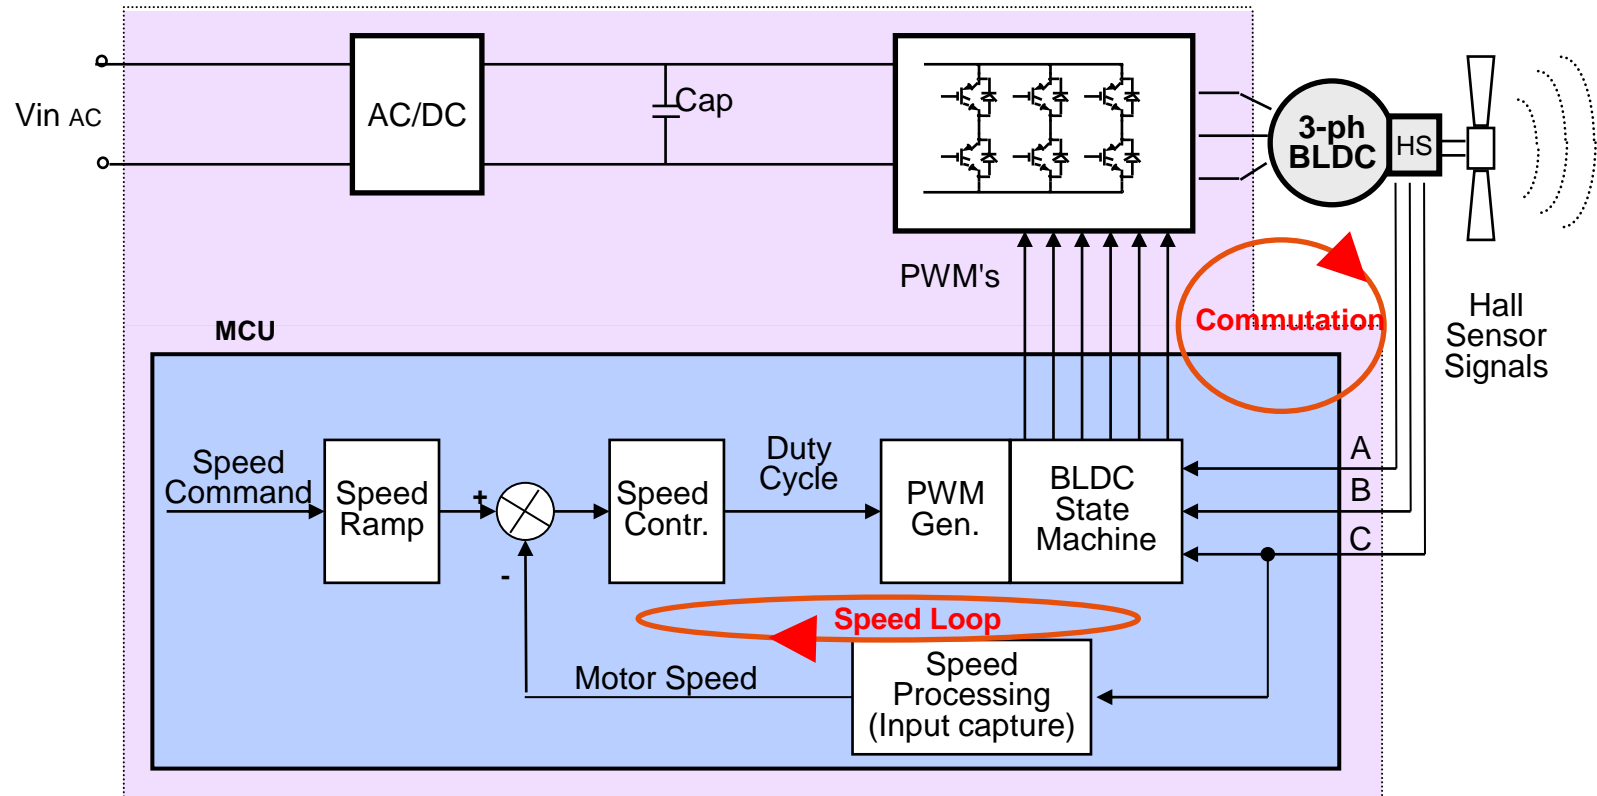 Vin AC
AC/DC
Cap
3-ph
BLDC
HS
PWM's
Commutation
Hall
Sensor
Signals
MCU
Speed
Command
Speed
Ramp
+
-
Speed
Contr.
Duty
Cycle
PWM
Gen.
BLDC
State
Machine
A
B
C
Speed Loop
Motor Speed
Speed
Processing
(Input capture)